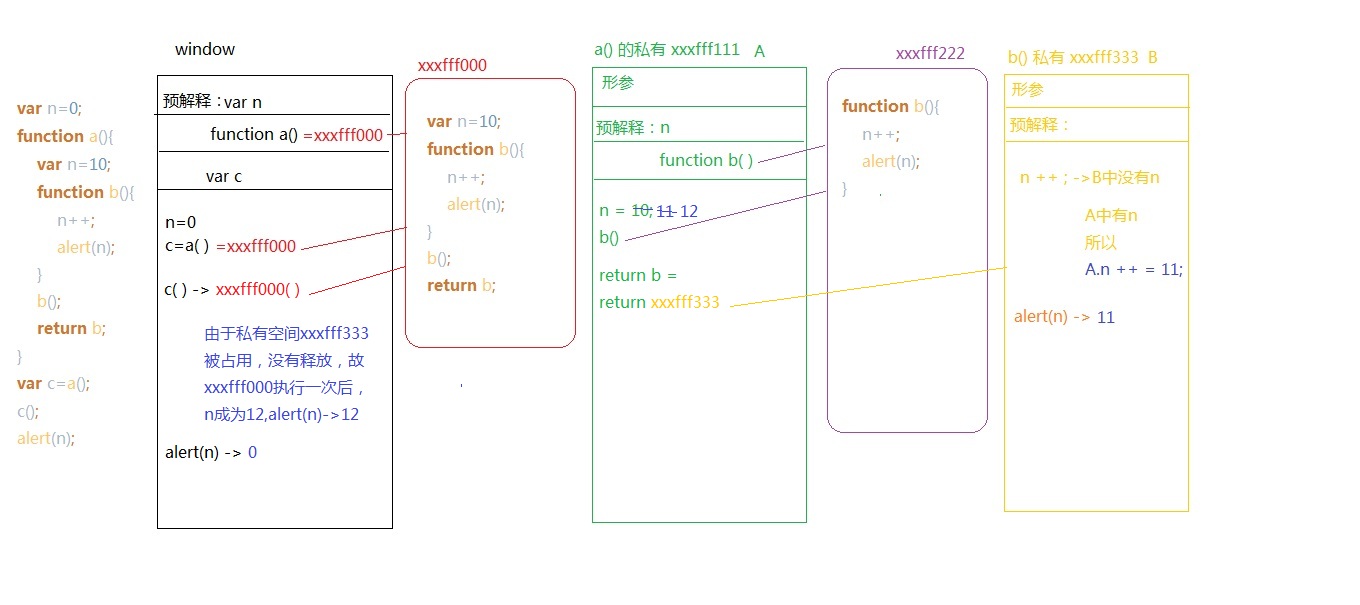 var n=0;
function a(){
var n=10;
function b(){
n++;
alert(n);
}
b();
return b;
}
var c=a();
c();
alert(n);
window
预解释：var n
function a() =xxxfff000
var c
n=0
c=a( ) =xxxfff000
c( ) -> xxxfff000( )
由于私有空间xxxfff333
被占用，没有释放，故
xxxfff000执行一次后，
n成为12,alert(n)->12
alert(n) -> 0
xxxfff000
var n=10;
function b(){
n++;
alert(n);
}
b();
return b;
a() 的私有 xxxfff111 A
形参
预解释：n
function b( )
n = 10; 11 12
b()
return b =
return xxxfff333
xxxfff222
function b(){
n++;
alert(n);
}
b() 私有 xxxfff333 B
形参
预解释：
n ++ ; ->B中没有n
A中有n
所以
A.n ++ = 11;
alert(n) -> 11